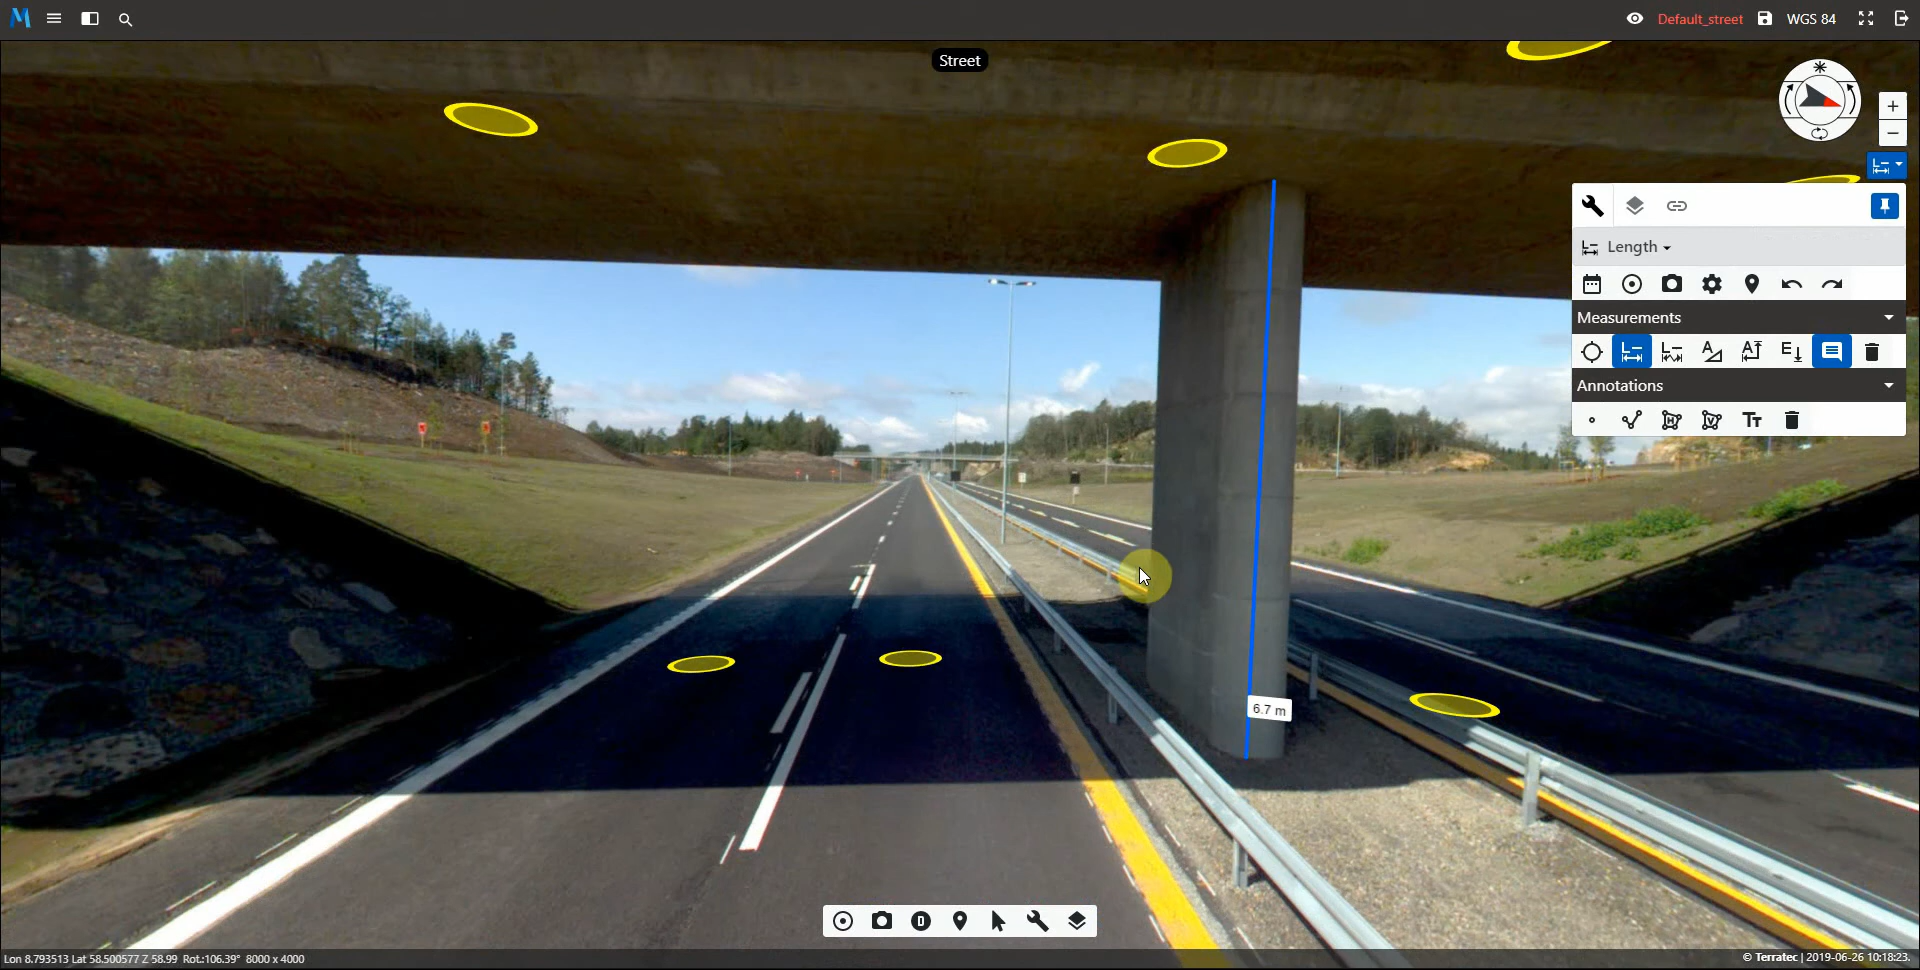 Default_street
WGS 84
Street
Length
Measurements
Annotations
6.7 m
Lon 8.793513 Lat 58.500577 Z 58.99 Rot.:106.39° 8000 x 4000
© Terratec | 2019-06-26 10:18:23.